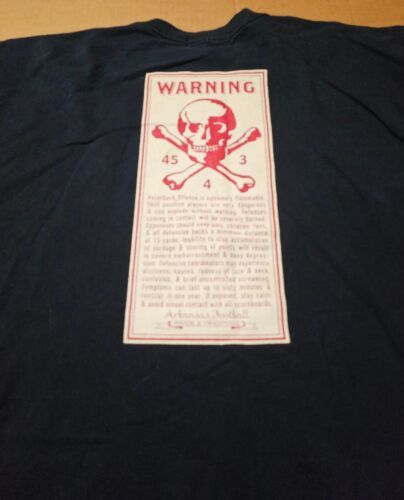 WARNING
45 3
4
Razorback Offense is extremely flammable.
Skill position players are very dangerous
& can explode without warning. Defenses
coming in contact will be severely burned.
Opponents should keep pets, children, fans,
& all defensive backs a minimum distance
of 15 yards. Inability to slow accumulation
of yardage & scoring of points will result
in severe embarrassment & deep depres-
sion. Defensive coordinators may experience
dizziness, nausea, redness of face & neck,
confusion, & brief uncontrolled screaming.
Symptoms can last up to sixty minutes &
reoccur in one year. If exposed, stay calm,
& avoid visual contact with all scoreboards.
Arkansas Football